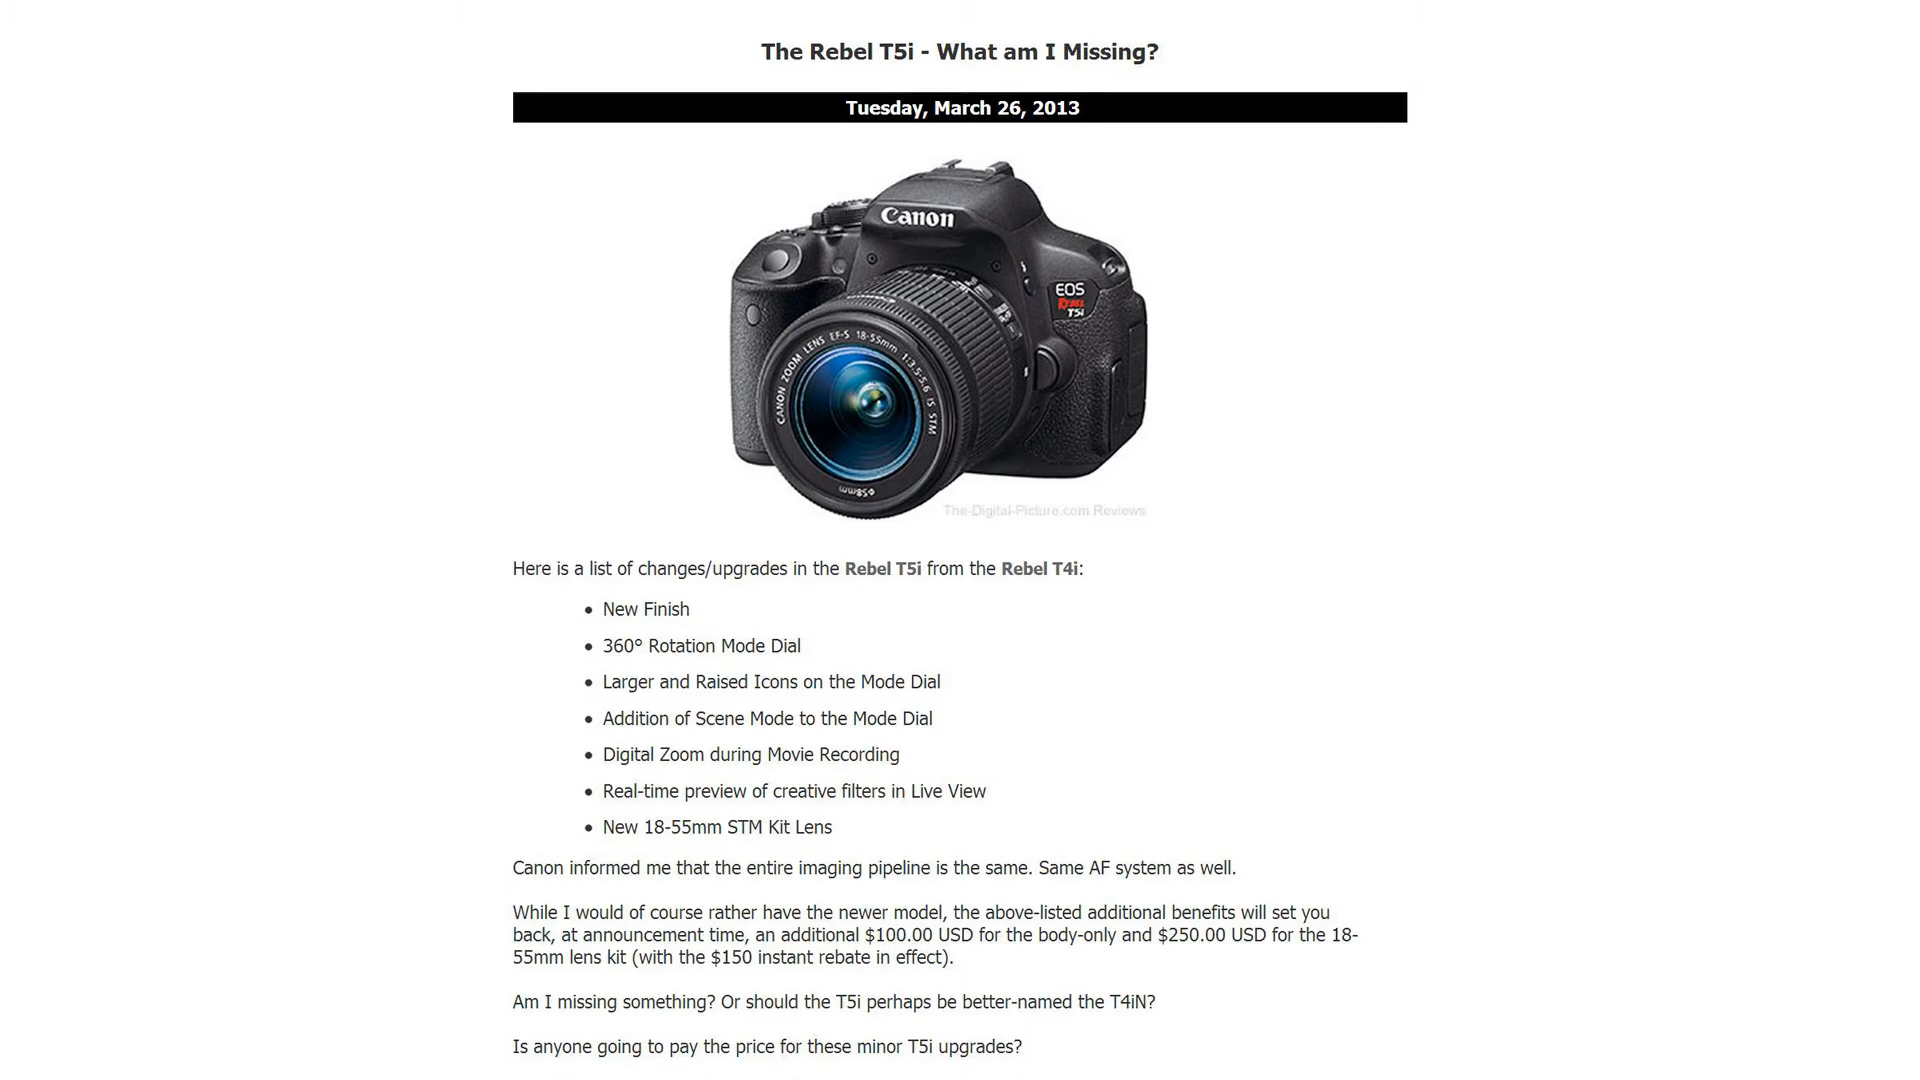 The Rebel T5i - What am I Missing?
Tuesday, March 26, 2013
Canon
EOS
Rebel
T5i
CANON ZOOM LENS EF-S 18-55mm 1:3.5-5.6 IS STM
ø58mm
The-Digital-Picture.com Reviews
Here is a list of changes/upgrades in the Rebel T5i from the Rebel T4i:
• New Finish
• 360° Rotation Mode Dial
• Larger and Raised Icons on the Mode Dial
• Addition of Scene Mode to the Mode Dial
• Digital Zoom during Movie Recording
• Real-time preview of creative filters in Live View
• New 18-55mm STM Kit Lens
Canon informed me that the entire imaging pipeline is the same. Same AF system as well.
While I would of course rather have the newer model, the above-listed additional benefits will set you
back, at announcement time, an additional $100.00 USD for the body-only and $250.00 USD for the 18-
55mm lens kit (with the $150 instant rebate in effect).
Am I missing something? Or should the T5i perhaps be better-named the T4iN?
Is anyone going to pay the price for these minor T5i upgrades?